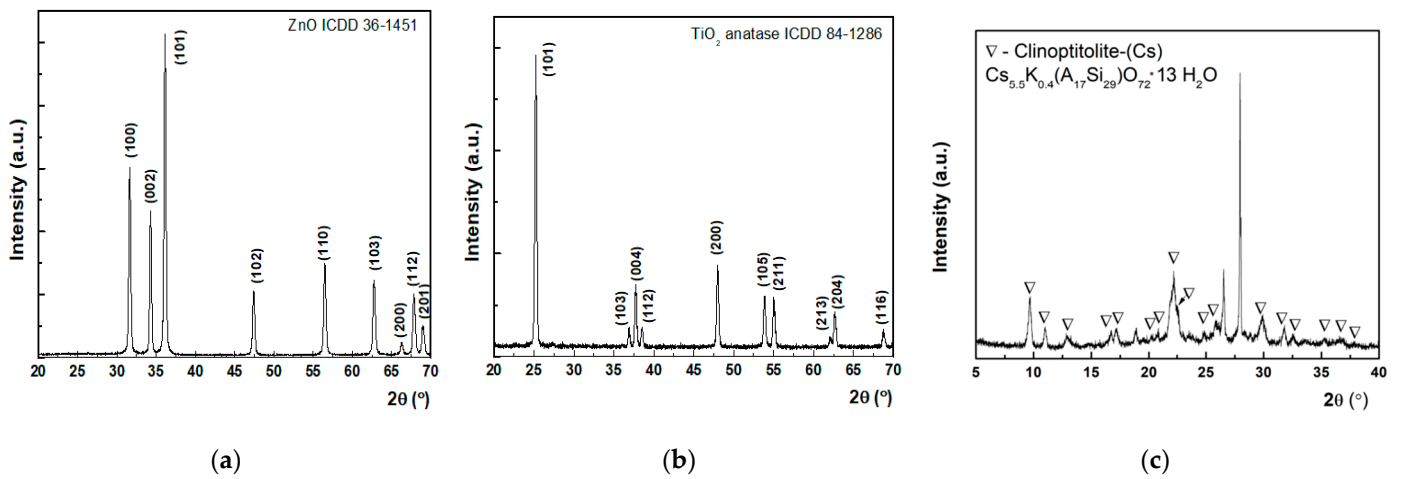 ZnO ICDD 36-1451
(100)
(002)
(101)
(102)
(110)
(103)
(200)
(112)
(201)
Intensity (a.u.)
20 25 30 35 40 45 50 55 60 65 70
2θ (°)
(a)
TiO2 anatase ICDD 84-1286
(101)
(103)
(004)
(112)
(200)
(105)
(211)
(213)
(204)
(116)
Intensity (a.u.)
20 25 30 35 40 45 50 55 60 65 70
2θ (°)
(b)
∇ - Clinoptitolite-(Cs)
Cs5.5K0.4(A17Si29)O72*13 H2O
Intensity (a.u.)
5 10 15 20 25 30 35 40
2θ (°)
(c)